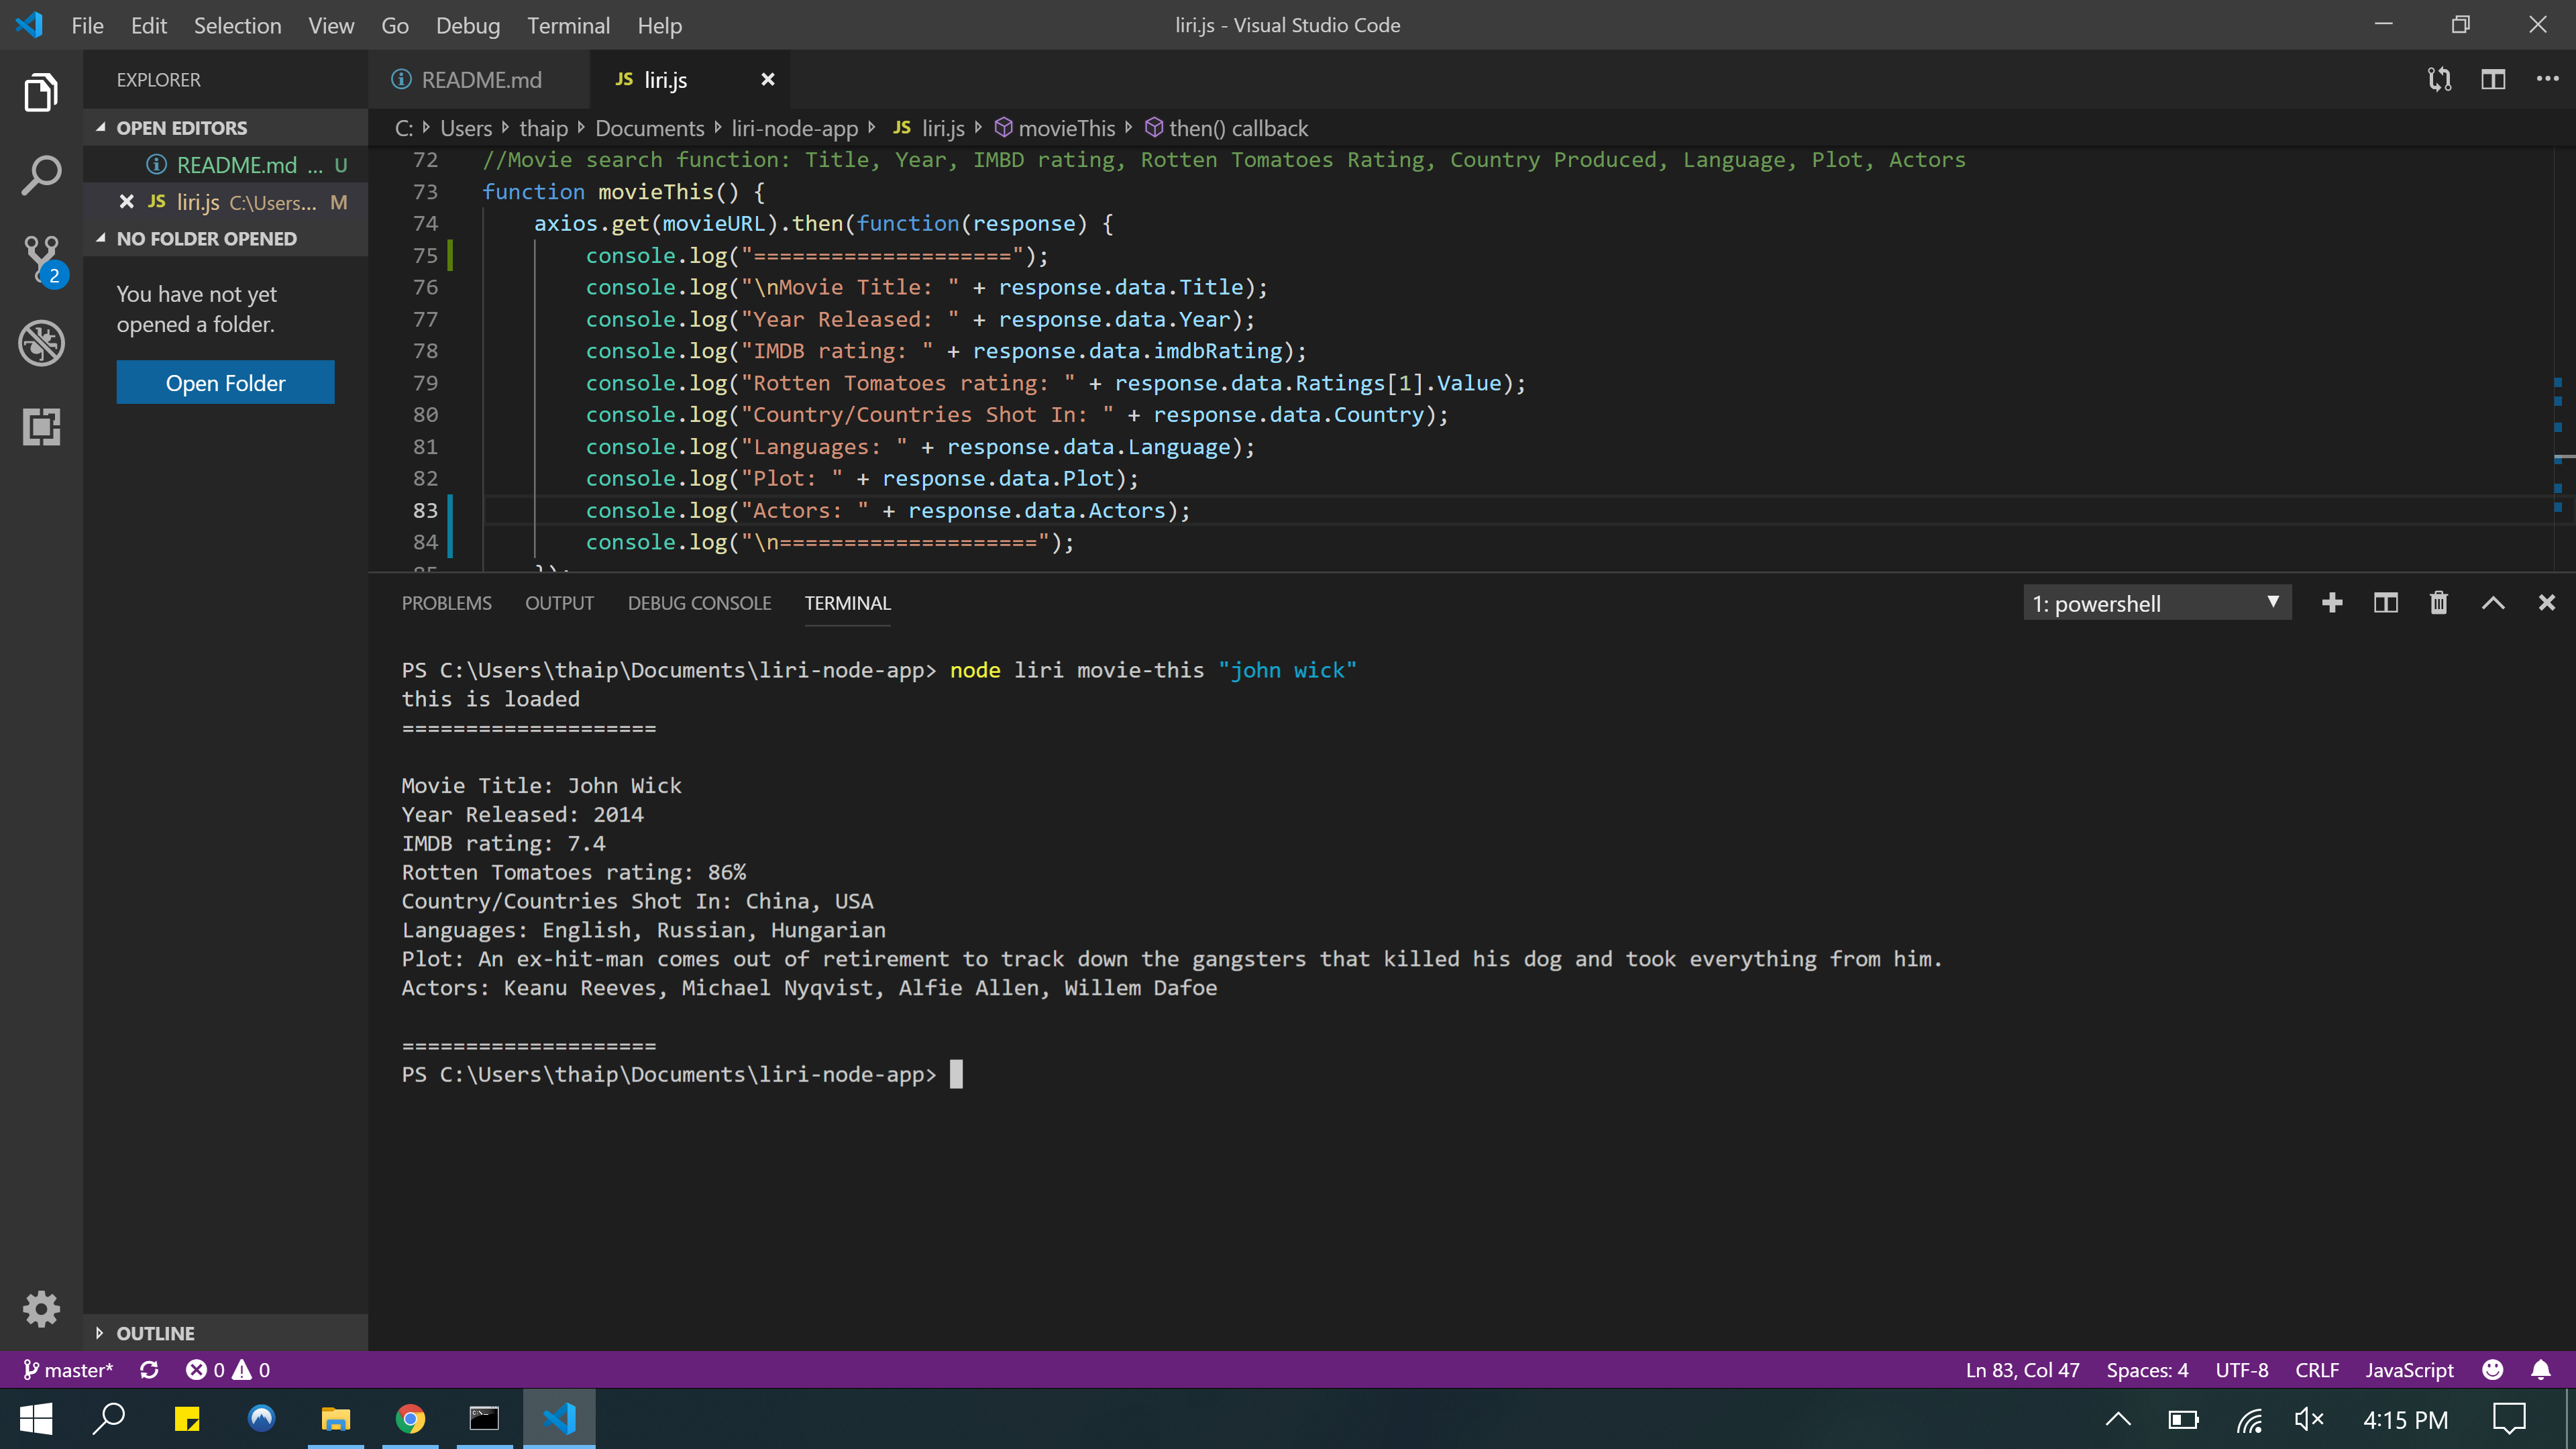 File Edit Selection View Go Debug Terminal Help
liri.js - Visual Studio Code
EXPLORER
OPEN EDITORS
README.md ... U
JS liri.js C:\Users... M
NO FOLDER OPENED
You have not yet
opened a folder.
Open Folder
2
OUTLINE
README.md
JS liri.js
C: Users thaip Documents liri-node-app JS liri.js movieThis then() callback
72 //Movie search function: Title, Year, IMBD rating, Rotten Tomatoes Rating, Country Produced, Language, Plot, Actors
73 function movieThis() {
74 axios.get(movieURL).then(function(response) {
75 console.log("====================");
76 console.log("\nMovie Title: " + response.data.Title);
77 console.log("Year Released: " + response.data.Year);
78 console.log("IMDB rating: " + response.data.imdbRating);
79 console.log("Rotten Tomatoes rating: " + response.data.Ratings[1].Value);
80 console.log("Country/Countries Shot In: " + response.data.Country);
81 console.log("Languages: " + response.data.Language);
82 console.log("Plot: " + response.data.Plot);
83 console.log("Actors: " + response.data.Actors);
84 console.log("\n====================");
85 });
PROBLEMS OUTPUT DEBUG CONSOLE TERMINAL
1: powershell
PS C:\Users\thaip\Documents\liri-node-app> node liri movie-this "john wick"
this is loaded
====================
Movie Title: John Wick
Year Released: 2014
IMDB rating: 7.4
Rotten Tomatoes rating: 86%
Country/Countries Shot In: China, USA
Languages: English, Russian, Hungarian
Plot: An ex-hit-man comes out of retirement to track down the gangsters that killed his dog and took everything from him.
Actors: Keanu Reeves, Michael Nyqvist, Alfie Allen, Willem Dafoe
====================
PS C:\Users\thaip\Documents\liri-node-app>
master* 0 0
Ln 83, Col 47 Spaces: 4 UTF-8 CRLF JavaScript
4:15 PM